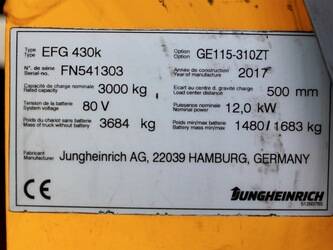 Type EFG 430k Option GE115-310ZT
Type Option
N° de série FN541303 Année de construction 2017
Serial no. Year of manufacture
Capacité de charge nominale 3000 kg Ecart au centre d. gravité charge 500 mm
Rated capacity Load center distance
Tension de la batterie 80 V Puissance nominale 12,0 kW
System voltage Nominal power
Poids du chariot sans batterie 3684 kg Poids min/max batterie 1480/1683 kg
Mass of truck without battery Battery mass min/max
Fabricant Jungheinrich AG, 22039 HAMBURG, GERMANY
Manufacturer
CE JUNGHEINRICH